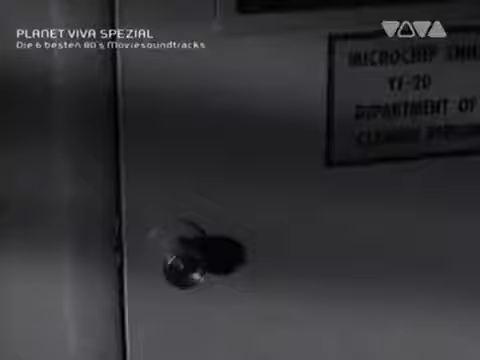 PLANET VIVA SPEZIAL
Die 6 besten 80's Moviesoundtracks
VIVA
MICROCHIP
YF-20
DEPARTMENT OF